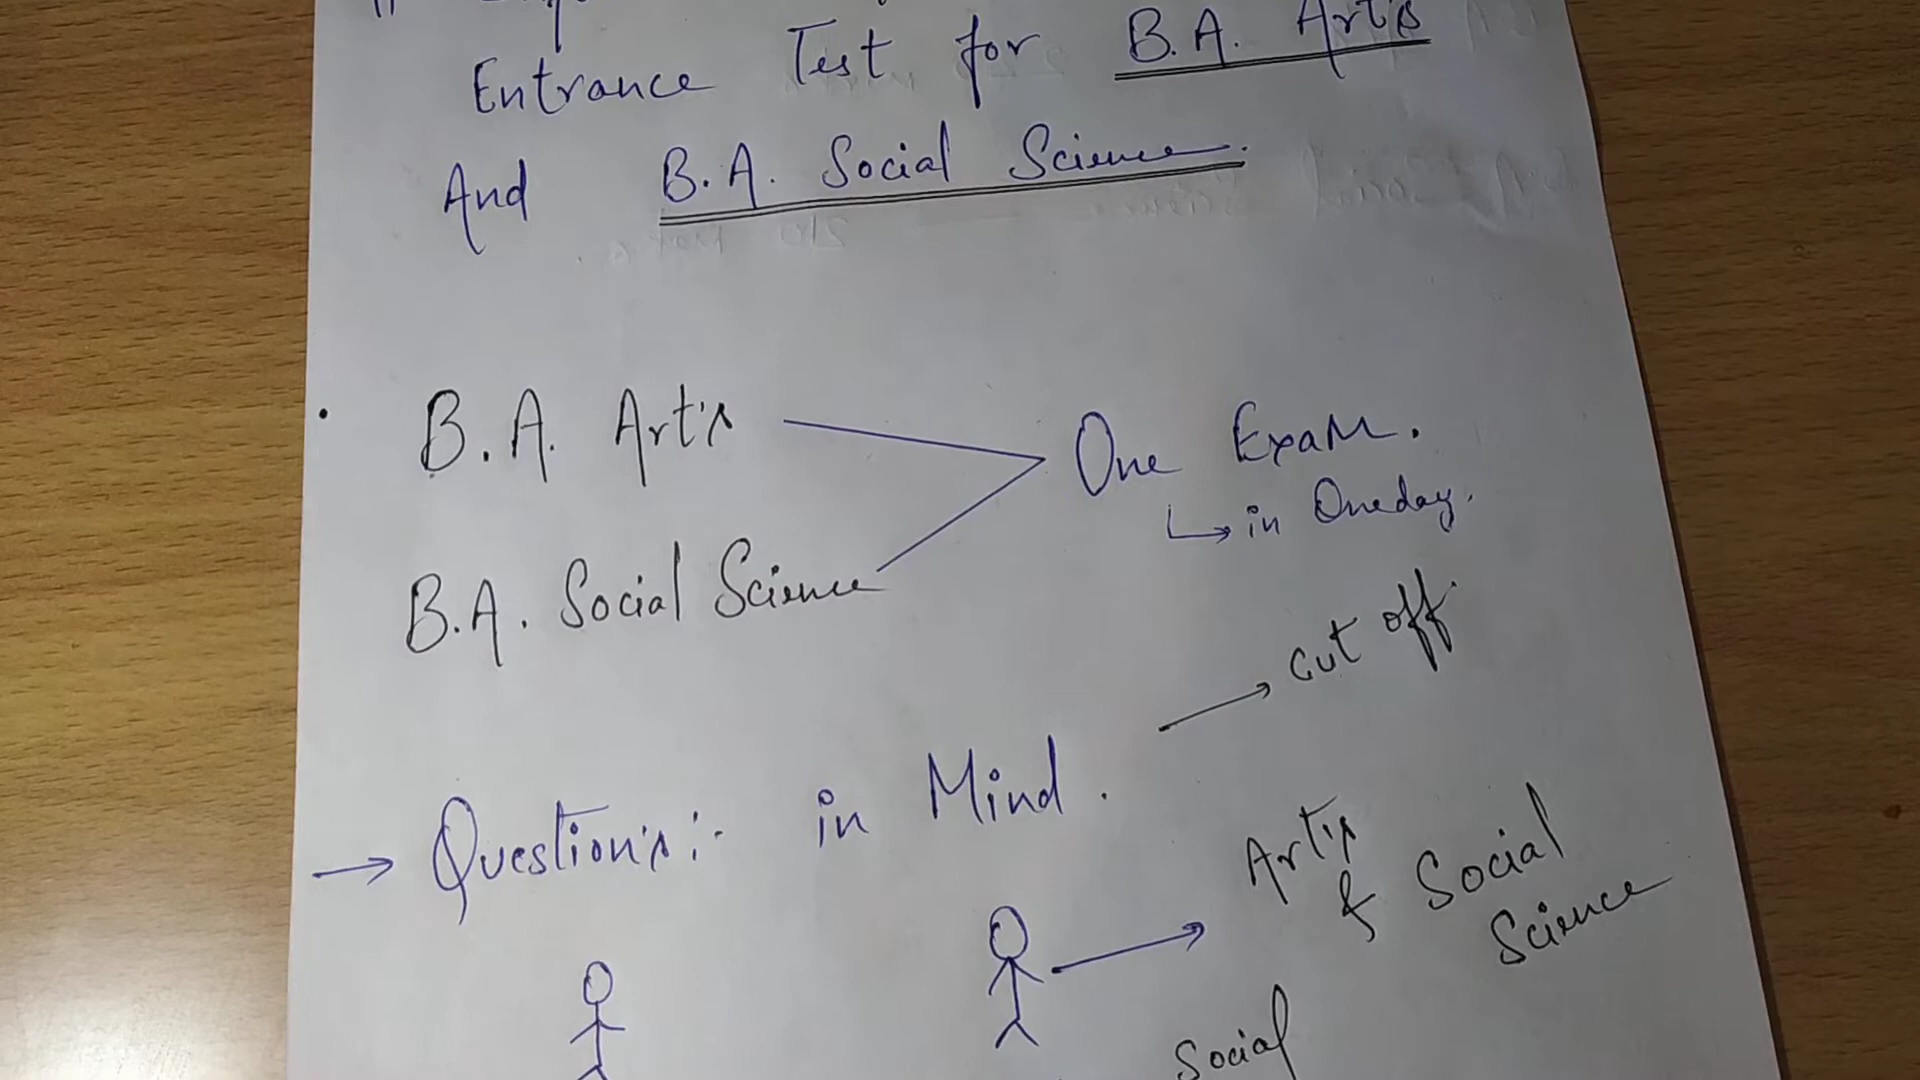 Entrance Test for B.A. Arts
And B.A. Social Science.
B.A. Arts
One Exam.
in Oneday.
B.A. Social Science
cut off
Question's:- in Mind.
Arts
& Social
Science
Social